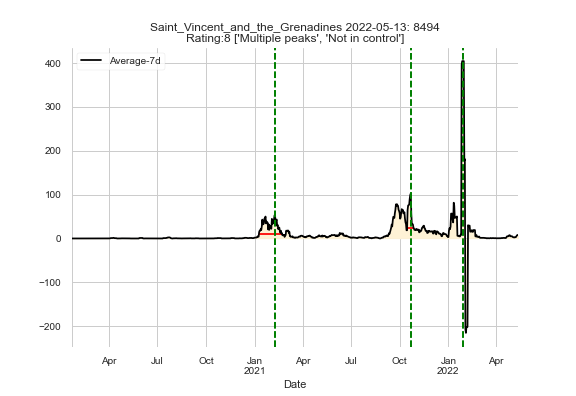 Saint_Vincent_and_the_Grenadines 2022-05-13: 8494
Rating:8 ['Multiple peaks', 'Not in control']
Average-7d
400
300
200
100
0
−100
−200
Apr Jul Oct Jan Apr Jul Oct Jan Apr
2021 2022
Date